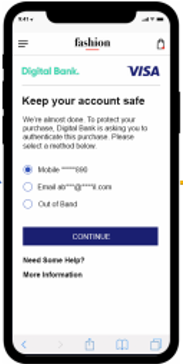 fashion
Digital Bank. VISA
Keep your account safe
We're almost done. To protect your
purchase, Digital Bank is asking you to
authenticate this purchase. Please
select a method below.
Mobile ******890
Email ab***@****il.com
Out of Band
CONTINUE
Need Some Help?
More Information